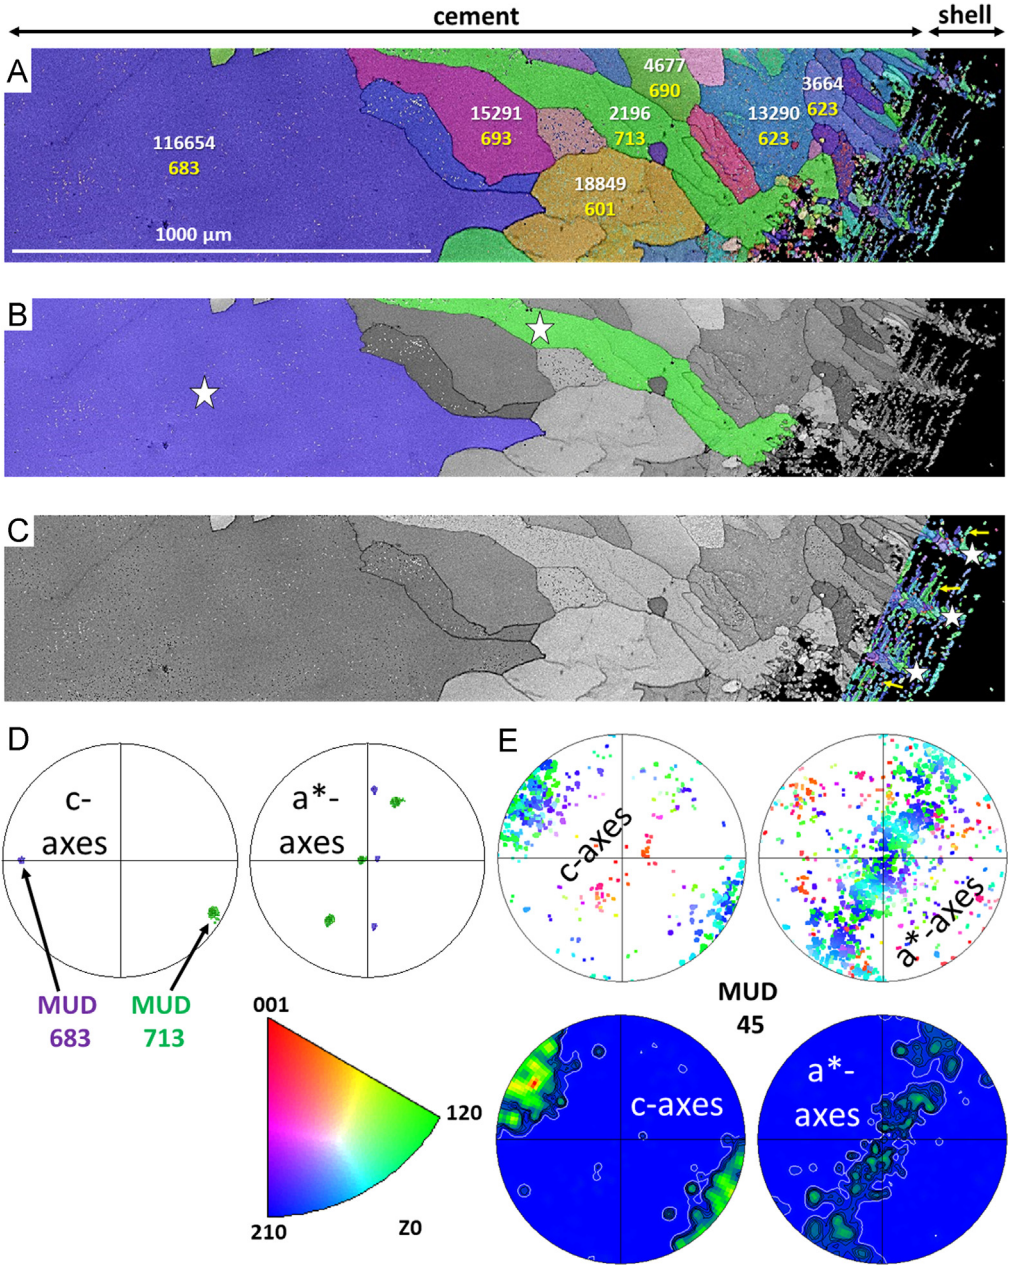 cement
shell
A
116654
683
1000 µm
15291
693
2196
713
4677
690
13290
623
3664
623
18849
601
B
C
D
c-
axes
a*-
axes
MUD
683
MUD
713
E
c-axes
a*-axes
MUD
45
c-axes
a*-
axes
001
120
210
Z0